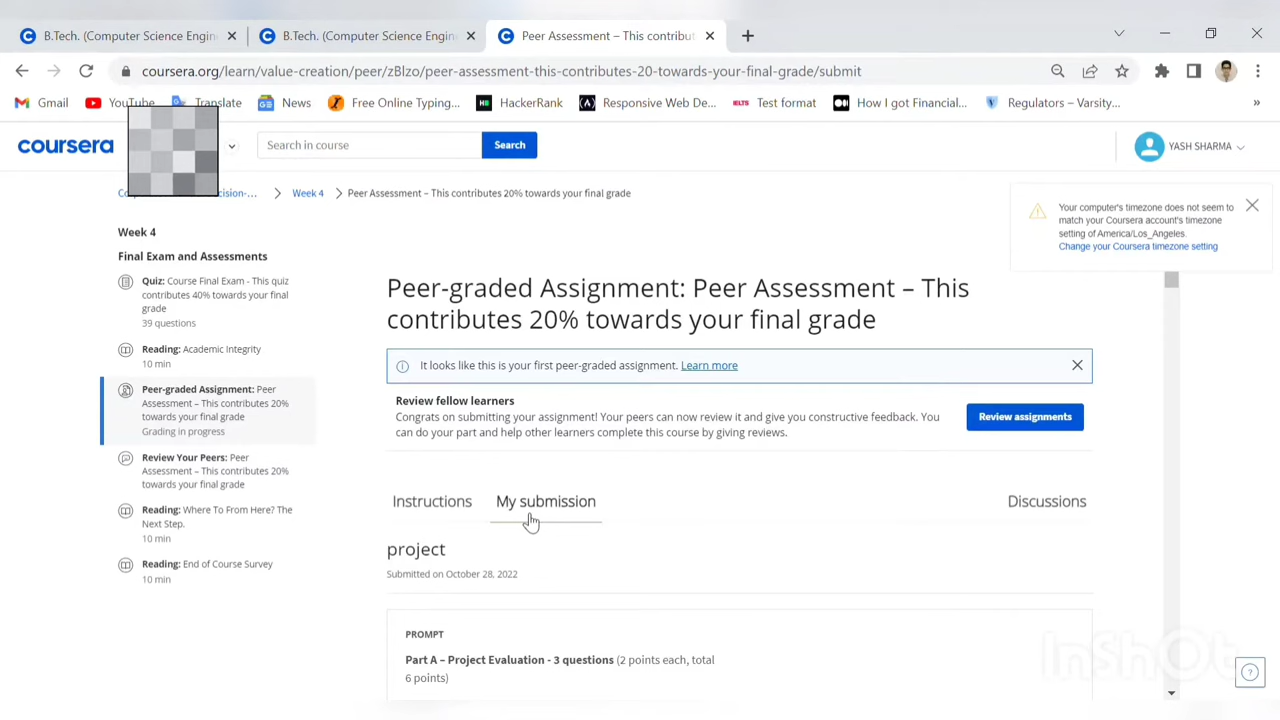 B.Tech. (Computer Science Engin
B.Tech. (Computer Science Engin
Peer Assessment – This contribut
coursera.org/learn/value-creation/peer/zBlzo/peer-assessment-this-contributes-20-towards-your-final-grade/submit
Gmail
YouTube
Translate
News
Free Online Typing...
HackerRank
Responsive Web De...
IELTS
Test format
How I got Financial...
Regulators – Varsity...
»
coursera
Search in course
Search
YASH SHARMA
Co
cision-...
Week 4
Peer Assessment – This contributes 20% towards your final grade
Your computer's timezone does not seem to
match your Coursera account's timezone
setting of America/Los_Angeles.
Change your Coursera timezone setting
Week 4
Final Exam and Assessments
Quiz: Course Final Exam - This quiz
contributes 40% towards your final
grade
39 questions
Reading: Academic Integrity
10 min
Peer-graded Assignment: Peer
Assessment – This contributes 20%
towards your final grade
Grading in progress
Review Your Peers: Peer
Assessment – This contributes 20%
towards your final grade
Reading: Where To From Here? The
Next Step.
10 min
Reading: End of Course Survey
10 min
Peer-graded Assignment: Peer Assessment – This
contributes 20% towards your final grade
It looks like this is your first peer-graded assignment. Learn more
Review fellow learners
Congrats on submitting your assignment! Your peers can now review it and give you constructive feedback. You
can do your part and help other learners complete this course by giving reviews.
Review assignments
Instructions
My submission
Discussions
project
Submitted on October 28, 2022
PROMPT
Part A – Project Evaluation - 3 questions (2 points each, total
6 points)
InShOt